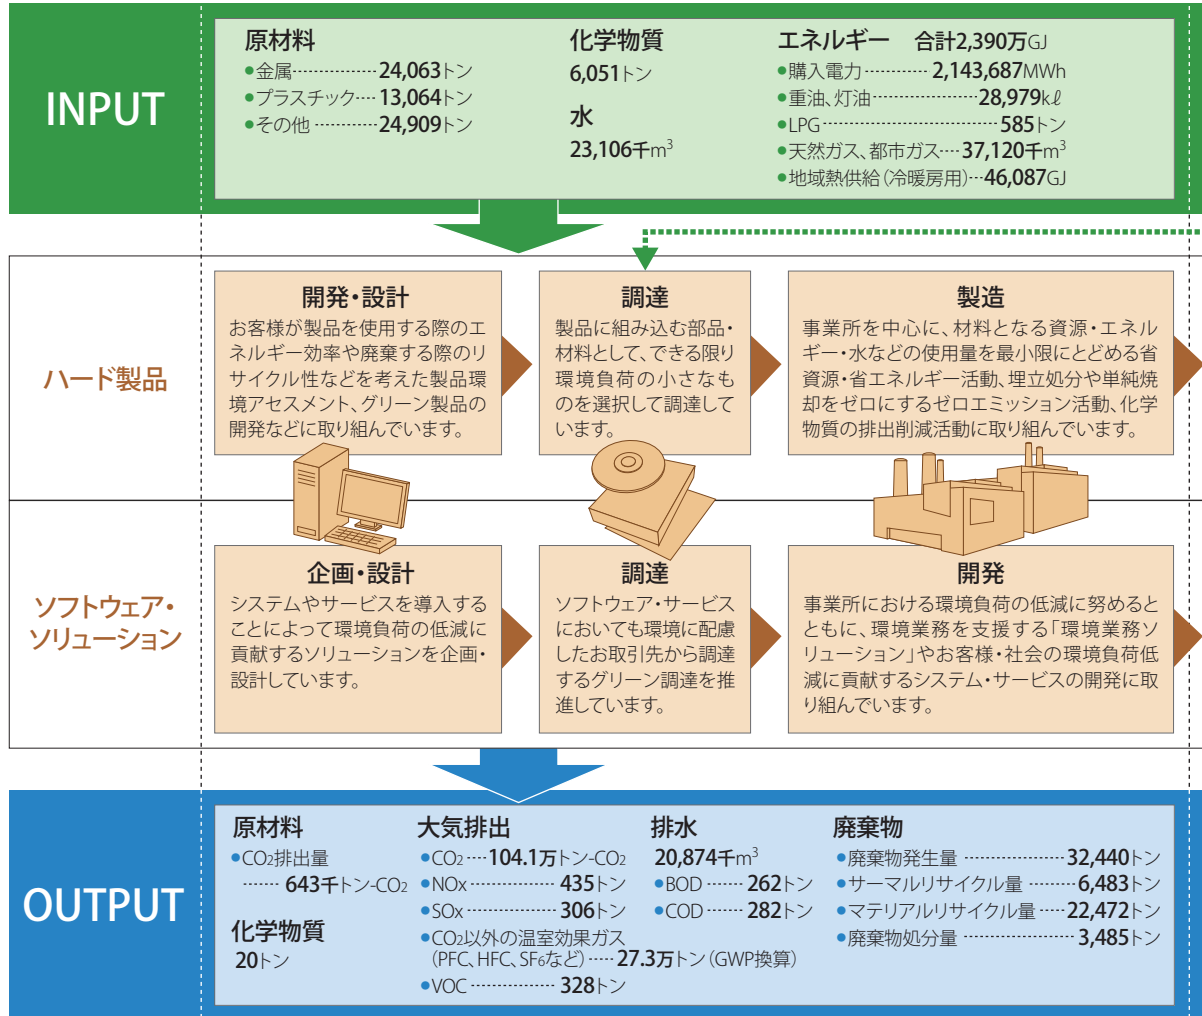 INPUT
原材料
●金属………………24,063トン
●プラスチック…13,064トン
●その他……………24,909トン
化学物質
6,051トン
水
23,106千m³
エネルギー 合計2,390万GJ
●購入電力…………2,143,687MWh
●重油、灯油………………28,979kℓ
●LPG…………………………585トン
●天然ガス、都市ガス…37,120千m³
●地域熱供給(冷暖房用)…46,087GJ
ハード製品
開発・設計
お客様が製品を使用する際のエ
ネルギー効率や廃棄する際のリ
サイクル性などを考えた製品環
境アセスメント、グリーン製品の
開発などに取り組んでいます。
調達
製品に組み込む部品・
材料として、できる限り
環境負荷の小さなも
のを選択して調達して
います。
製造
事業所を中心に、材料となる資源・エネル
ギー・水などの使用量を最小限にとどめる省
資源・省エネルギー活動、埋立処分や単純焼
却をゼロにするゼロエミッション活動、化学
物質の排出削減活動に取り組んでいます。
ソフトウェア・
ソリューション
企画・設計
システムやサービスを導入する
ことによって環境負荷の低減に
貢献するソリューションを企画・
設計しています。
調達
ソフトウェア・サービス
においても環境に配慮
したお取引先から調達
するグリーン調達を推
進しています。
開発
事業所における環境負荷の低減に努めると
ともに、環境業務を支援する「環境業務ソ
リューション」やお客様・社会の環境負荷低
減に貢献するシステム・サービスの開発に取
り組んでいます。
OUTPUT
原材料
●CO₂排出量
……643千トン-CO₂
化学物質
20トン
大気排出
●CO₂…104.1万トン-CO₂
●NOx………………435トン
●SOx………………306トン
●CO₂以外の温室効果ガス
(PFC、HFC、SF₆など)……27.3万トン(GWP換算)
●VOC………………328トン
排水
20,874千m³
●BOD……262トン
●COD……282トン
廃棄物
●廃棄物発生量…………………32,440トン
●サーマルリサイクル量…………6,483トン
●マテリアルリサイクル量……22,472トン
●廃棄物処分量…………………3,485トン